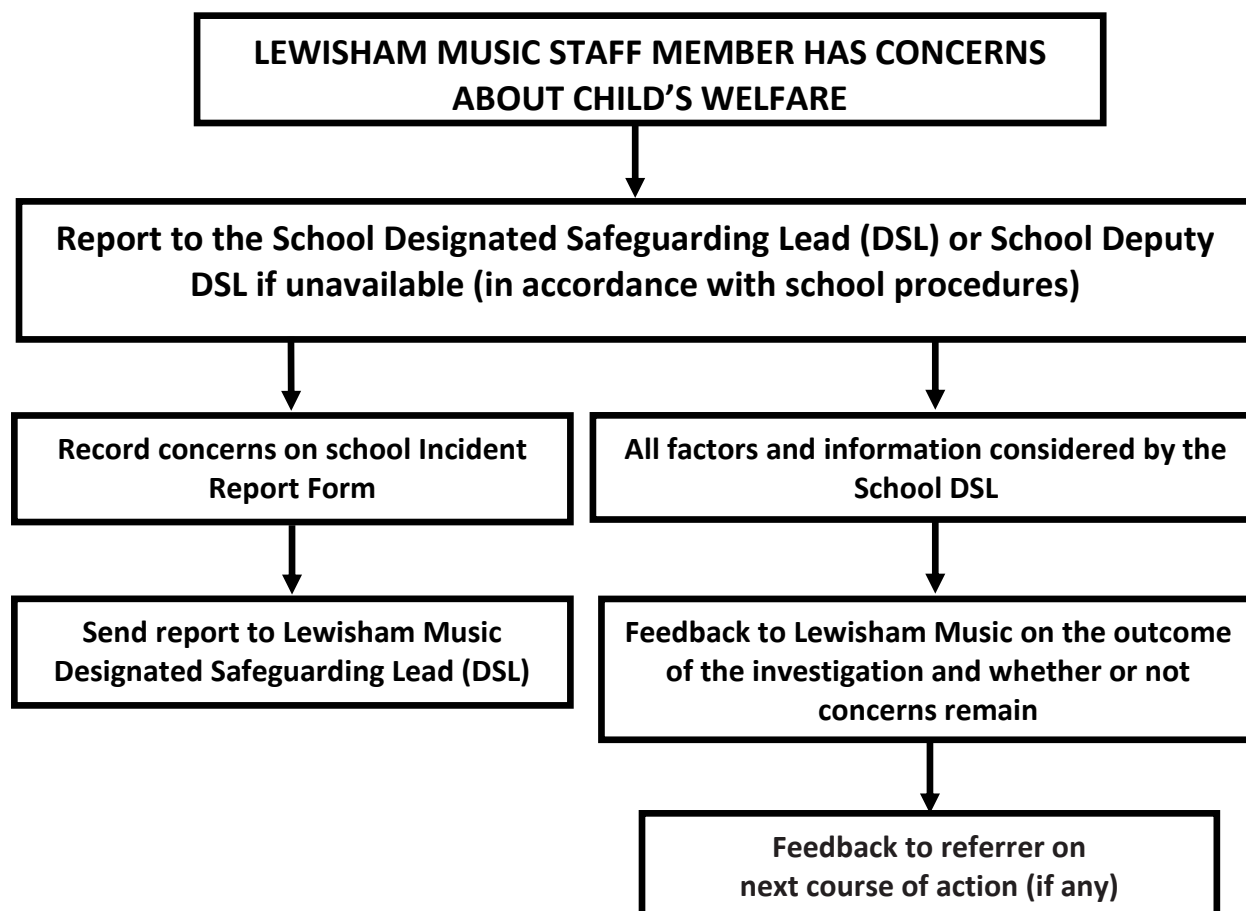 LEWISHAM MUSIC STAFF MEMBER HAS CONCERNS
ABOUT CHILD’S WELFARE
Report to the School Designated Safeguarding Lead (DSL) or School Deputy
DSL if unavailable (in accordance with school procedures)
Record concerns on school Incident
Report Form
Send report to Lewisham Music
Designated Safeguarding Lead (DSL)
All factors and information considered by the
School DSL
Feedback to Lewisham Music on the outcome
of the investigation and whether or not
concerns remain
Feedback to referrer on
next course of action (if any)